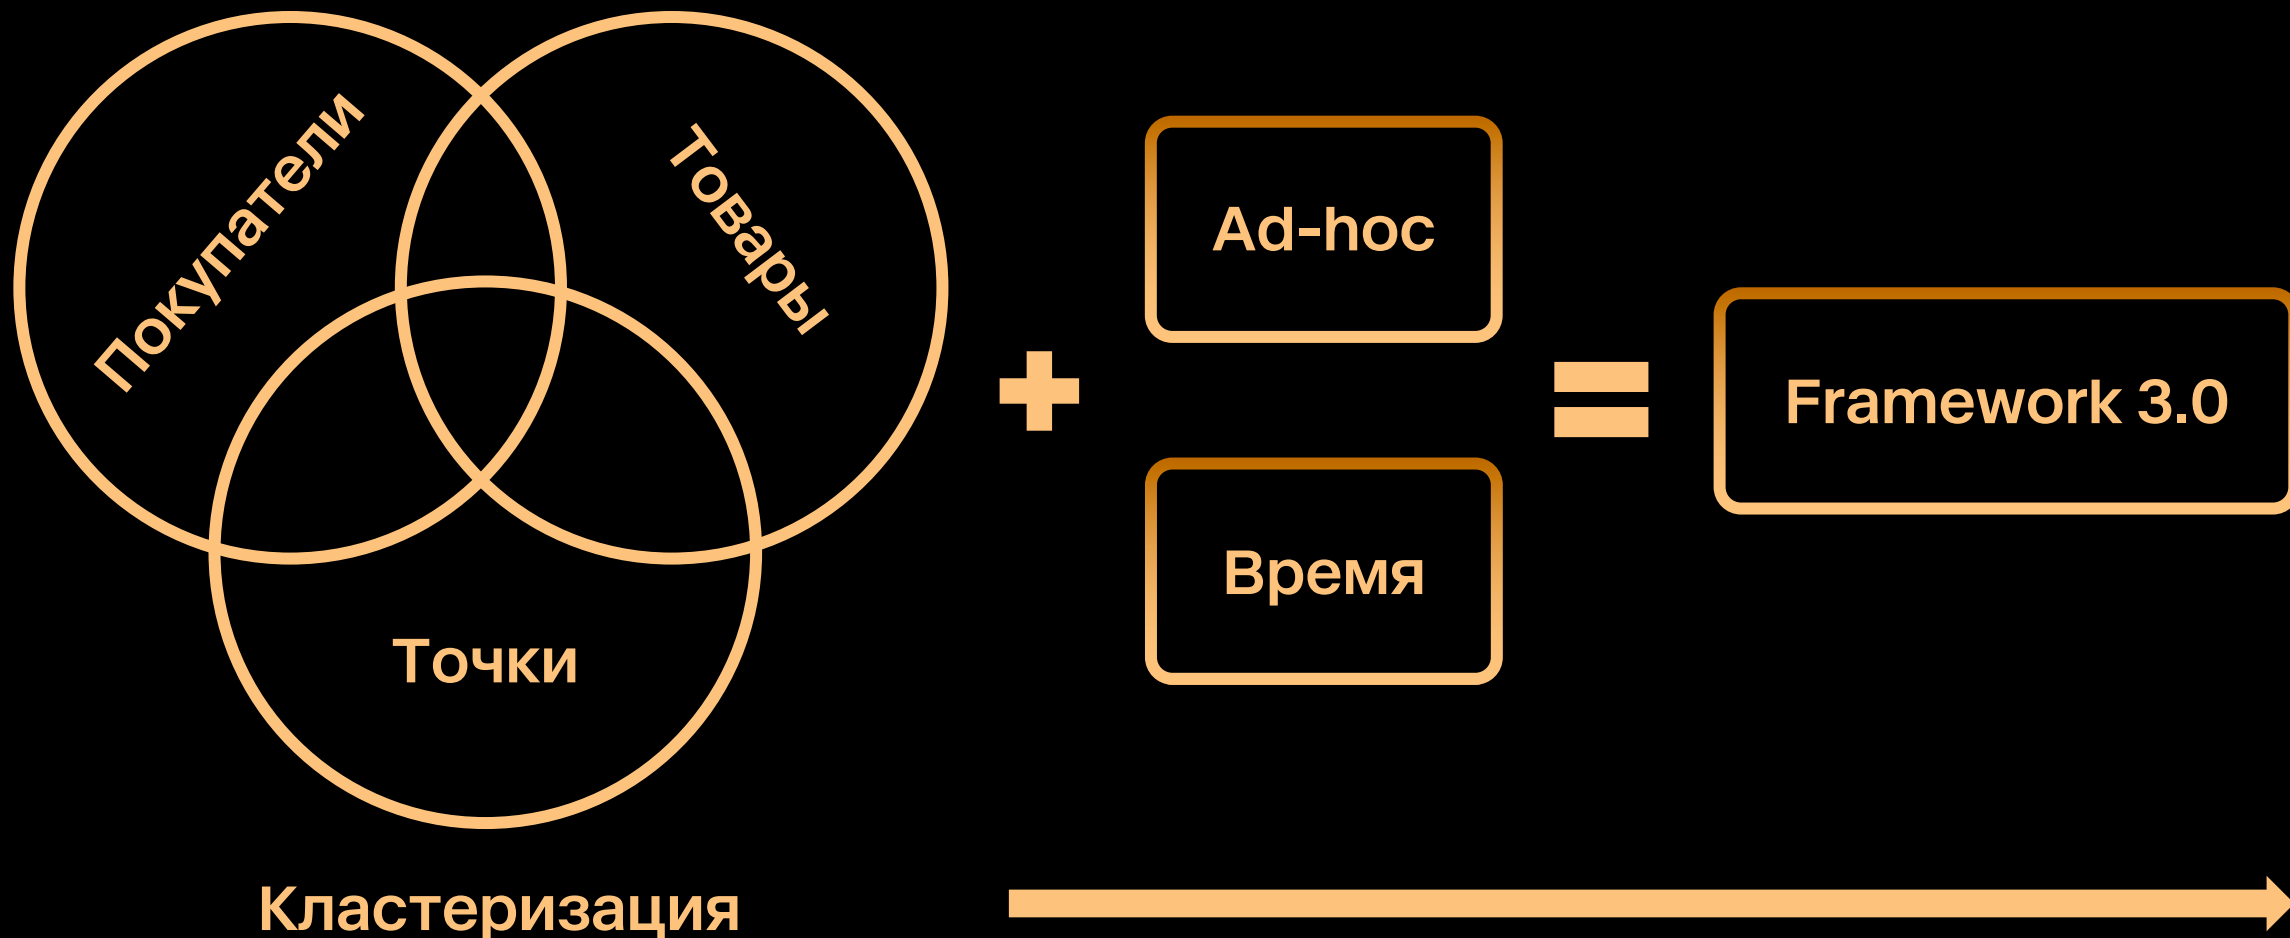 Покупатели
Товары
Точки
Ad-hoc
Время
Framework 3.0
Кластеризация